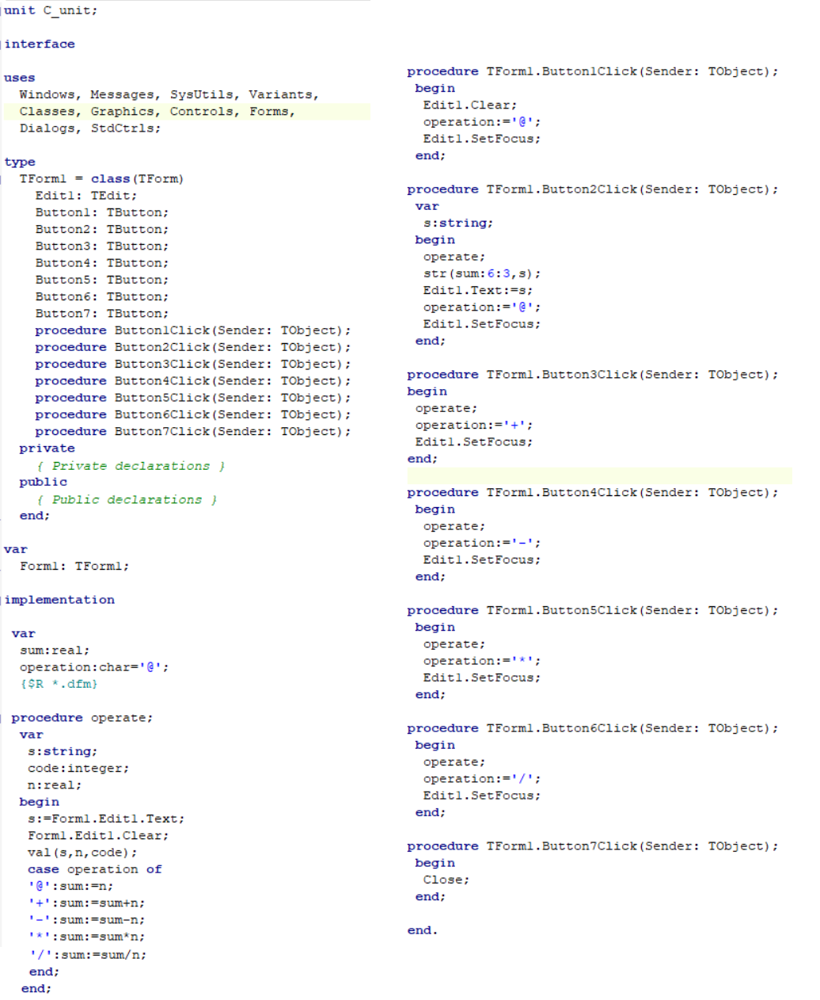 unit C_unit;
interface
uses
Windows, Messages, SysUtils, Variants,
Classes, Graphics, Controls, Forms,
Dialogs, StdCtrls;
type
TForm1 = class(TForm)
Edit1: TEdit;
Button1: TButton;
Button2: TButton;
Button3: TButton;
Button4: TButton;
Button5: TButton;
Button6: TButton;
Button7: TButton;
procedure Button1Click(Sender: TObject);
procedure Button2Click(Sender: TObject);
procedure Button3Click(Sender: TObject);
procedure Button4Click(Sender: TObject);
procedure Button5Click(Sender: TObject);
procedure Button6Click(Sender: TObject);
procedure Button7Click(Sender: TObject);
private
{ Private declarations }
public
{ Public declarations }
end;
var
Form1: TForm1;
implementation
var
sum:real;
operation:char='@';
{$R *.dfm}
procedure operate;
var
s:string;
code:integer;
n:real;
begin
s:=Form1.Edit1.Text;
Form1.Edit1.Clear;
val(s,n,code);
case operation of
'@':sum:=n;
'+':sum:=sum+n;
'-':sum:=sum-n;
'*':sum:=sum*n;
'/':sum:=sum/n;
end;
end;
procedure TForm1.Button1Click(Sender: TObject);
begin
Edit1.Clear;
operation:='@';
Edit1.SetFocus;
end;
procedure TForm1.Button2Click(Sender: TObject);
var
s:string;
begin
operate;
str(sum:6:3,s);
Edit1.Text:=s;
operation:='@';
Edit1.SetFocus;
end;
procedure TForm1.Button3Click(Sender: TObject);
begin
operate;
operation:='+';
Edit1.SetFocus;
end;
procedure TForm1.Button4Click(Sender: TObject);
begin
operate;
operation:='-';
Edit1.SetFocus;
end;
procedure TForm1.Button5Click(Sender: TObject);
begin
operate;
operation:='*';
Edit1.SetFocus;
end;
procedure TForm1.Button6Click(Sender: TObject);
begin
operate;
operation:='/';
Edit1.SetFocus;
end;
procedure TForm1.Button7Click(Sender: TObject);
begin
Close;
end;
end.